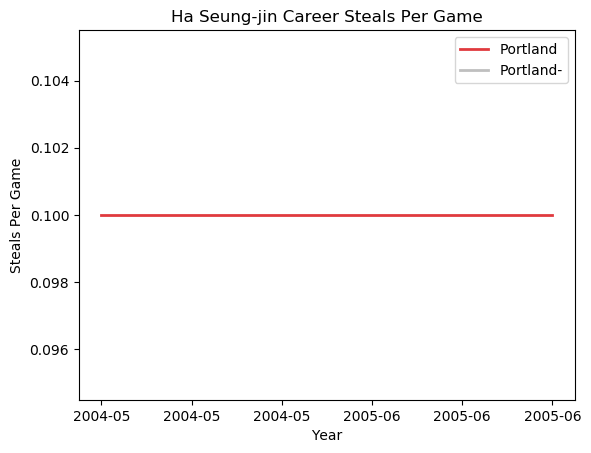 Ha Seung-jin Career Steals Per Game
Portland
Portland-
Steals Per Game
0.104
0.102
0.100
0.098
0.096
2004-05 2004-05 2004-05 2005-06 2005-06 2005-06
Year